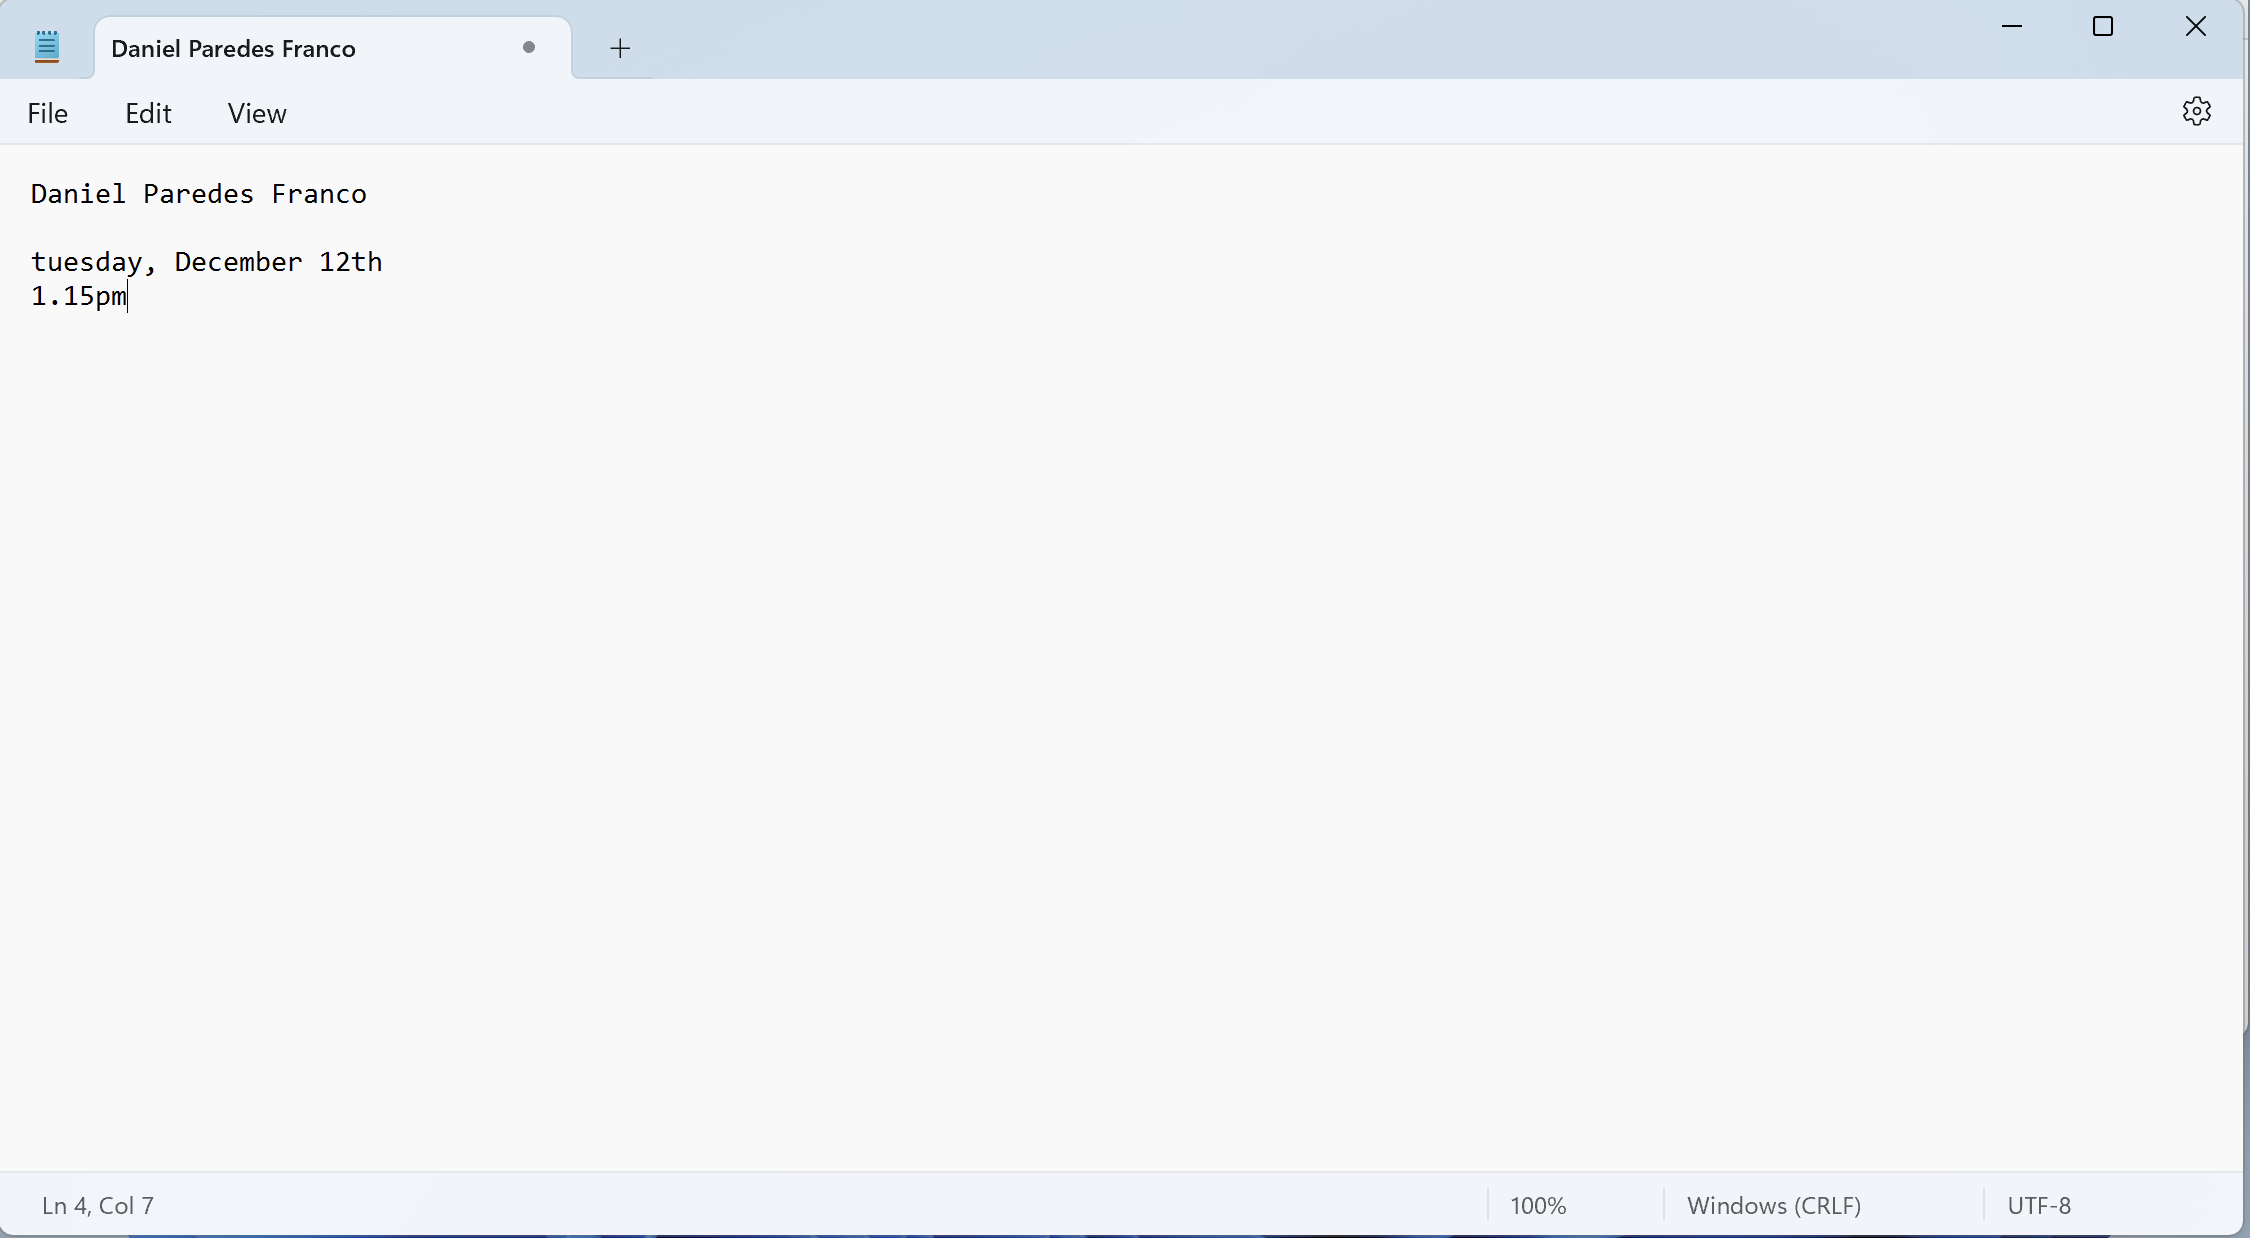 Daniel Paredes Franco
File Edit View
Daniel Paredes Franco
tuesday, December 12th
1.15pm
Ln 4, Col 7 100% Windows (CRLF) UTF-8